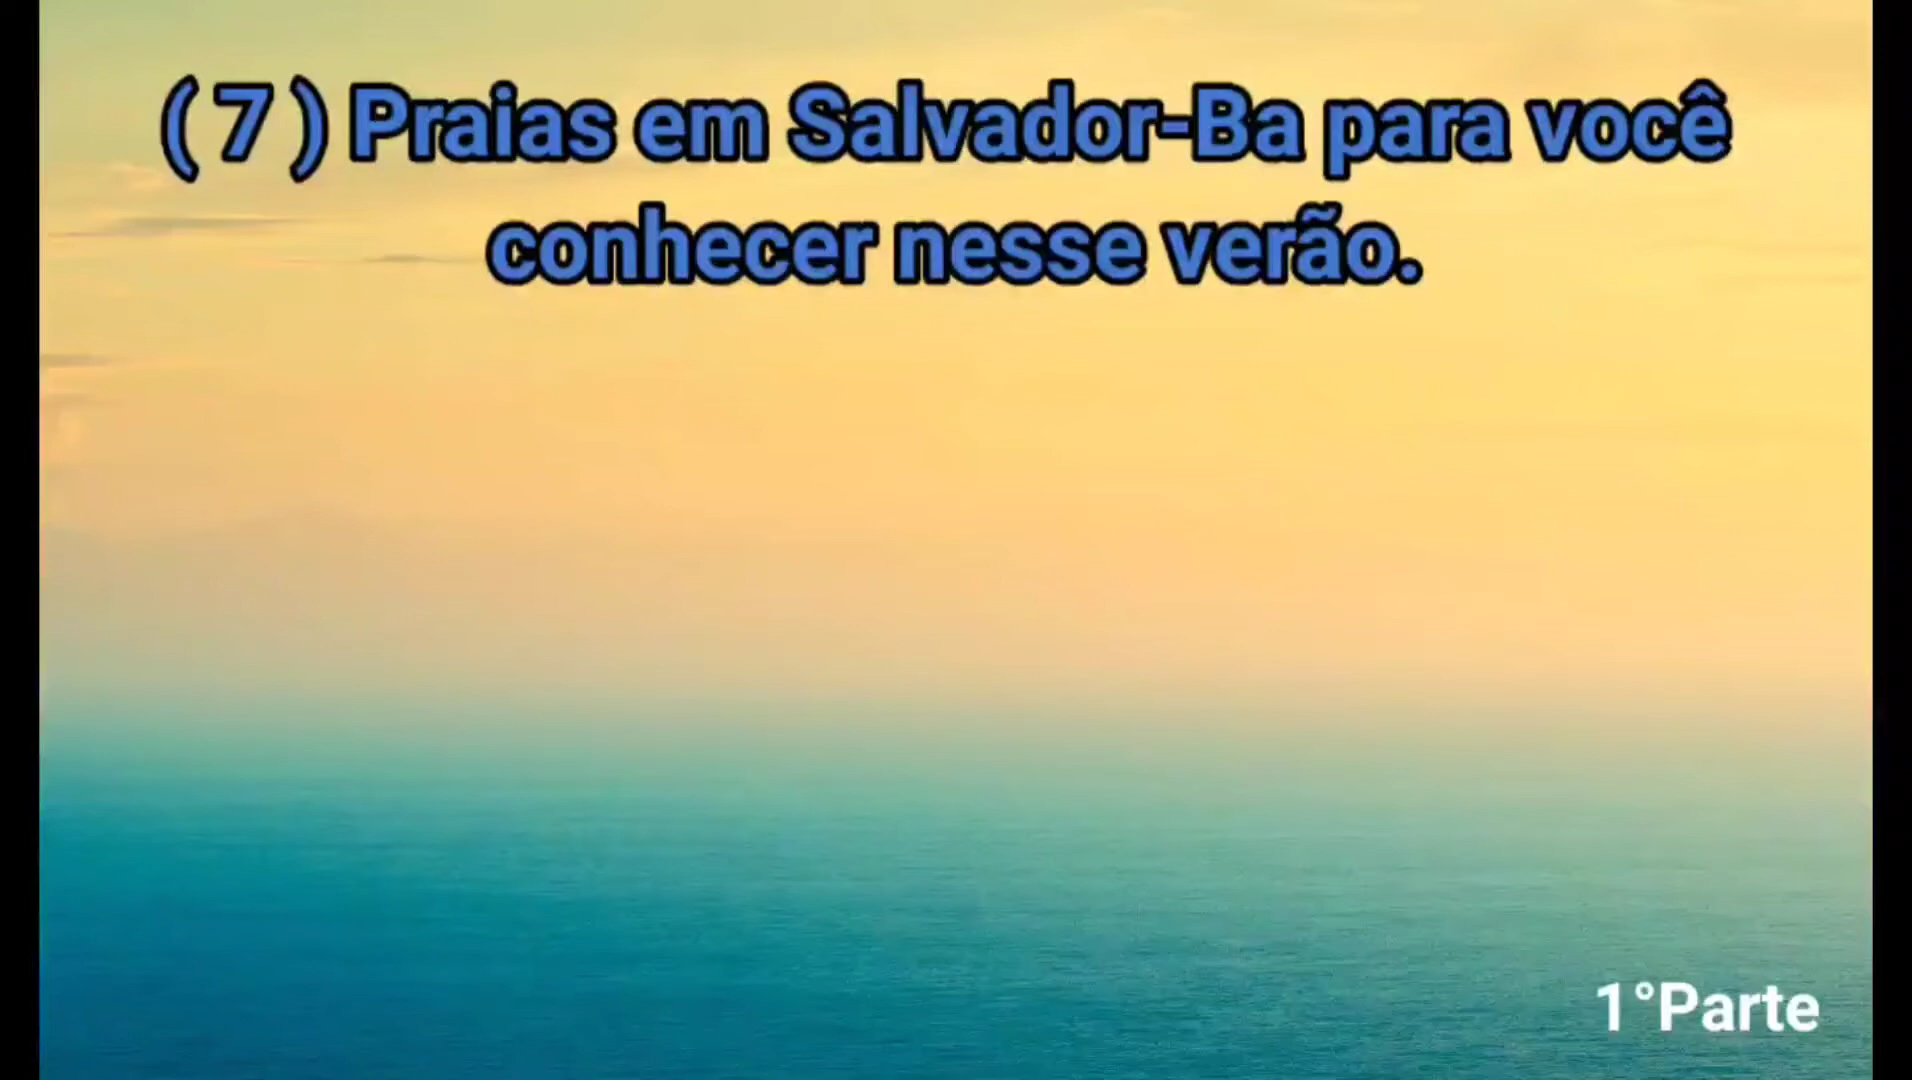 ( 7 ) Praias em Salvador-Ba para você
conhecer nesse verão.
1°Parte